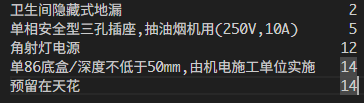 卫生间隐藏式地漏 2
单相安全型三孔插座,抽油烟机用(250V,10A) 5
角射灯电源 12
单86底盒/深度不低于50mm,由机电施工单位实施 14
预留在天花 14